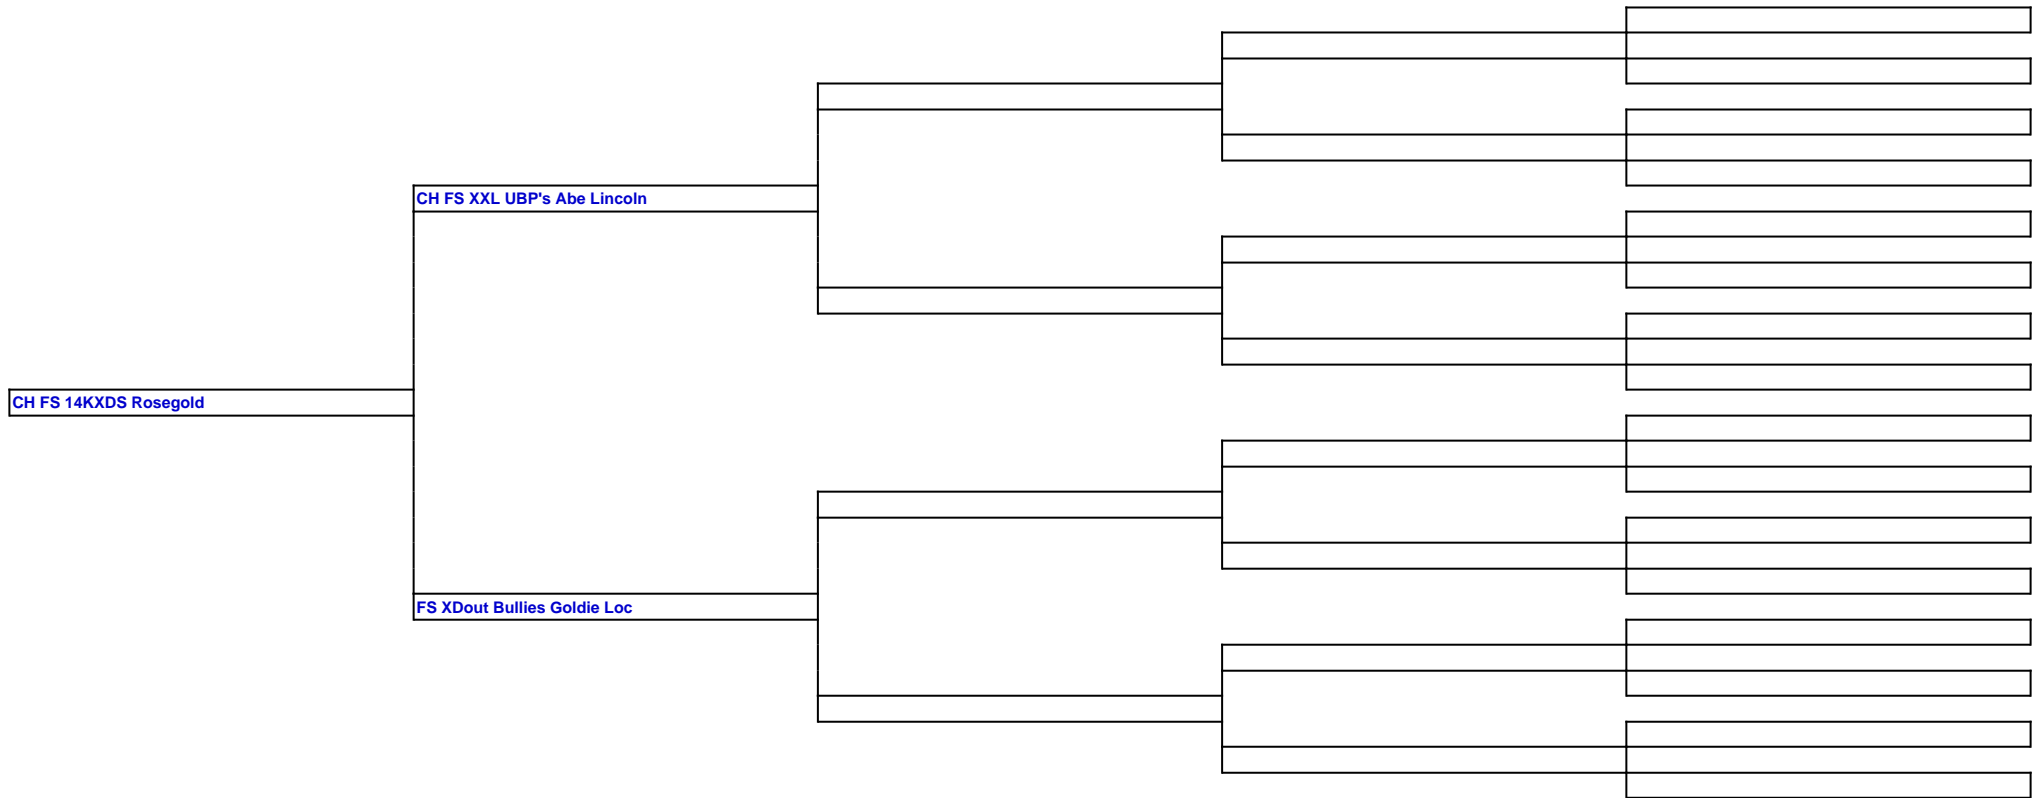 CH FS XXL UBP's Abe Lincoln
CH FS 14KXDS Rosegold
FS XDout Bullies Goldie Loc